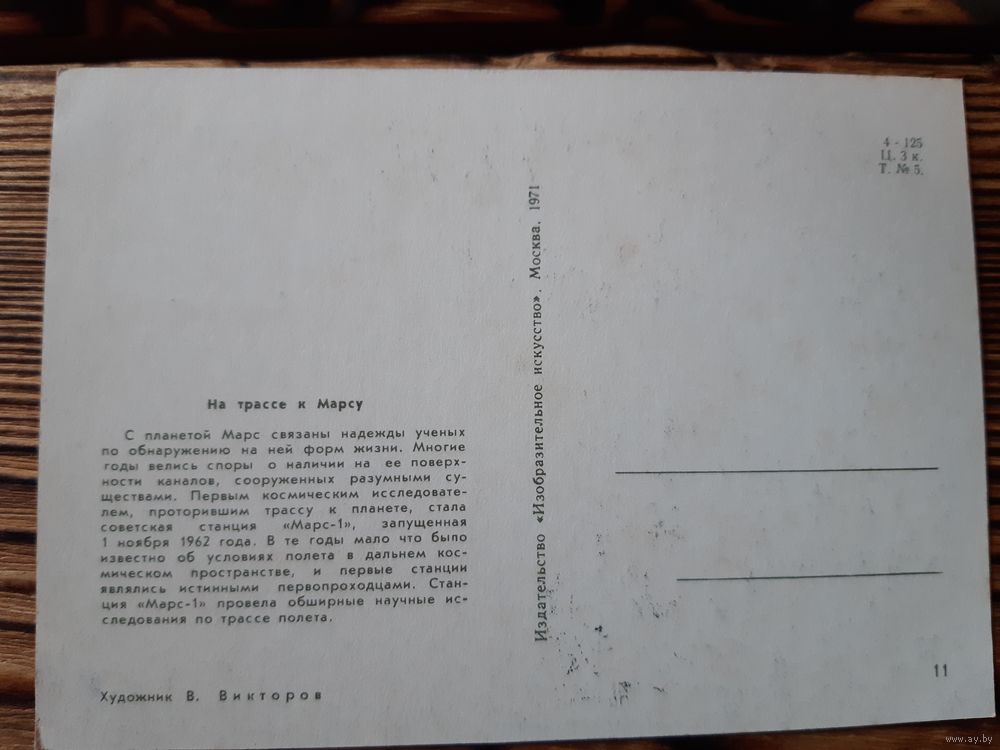 На трассе к Марсу
С планетой Марс связаны надежды ученых
по обнаружению на ней форм жизни. Многие
годы велись споры о наличии на ее поверх-
ности каналов, сооруженных разумными су-
ществами. Первым космическим исследовате-
лем, проторившим трассу к планете, стала
советская станция «Марс-1», запущенная
1 ноября 1962 года. В те годы мало что было
известно об условиях полета в дальнем кос-
мическом пространстве, и первые станции
являлись истинными первопроходцами. Стан-
ция «Марс-1» провела обширные научные ис-
следования по трассе полета.
Художник В. Викторов
Издательство «Изобразительное искусство». Москва. 1971
4 - 125
Ц. 3 к.
Т. № 5.
11
www.ay.by